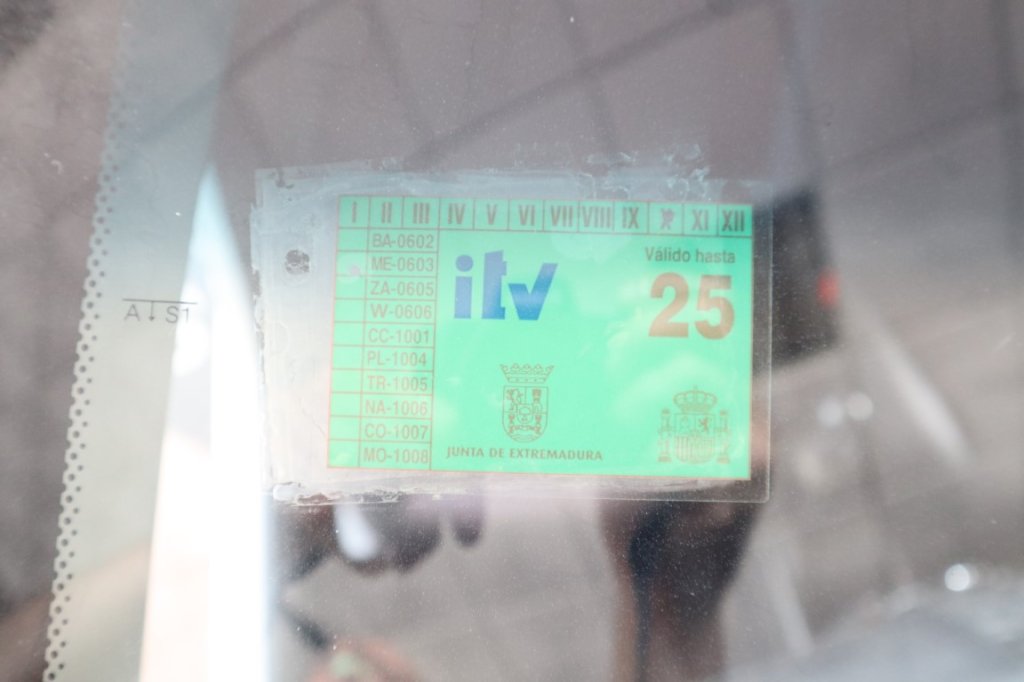 I II III IV V VI VII VIII IX X XI XII
BA-0602
ME-0603
ZA-0605
W-0606
CC-1001
PL-1004
TR-1005
NA-1006
CO-1007
MO-1008
itv
Válido hasta
25
JUNTA DE EXTREMADURA
A↓S1